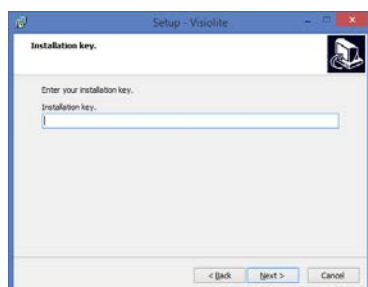 Setup - Visiolite
Installation key.
Enter your installation key.
Installation key.
< Back
Next >
Cancel